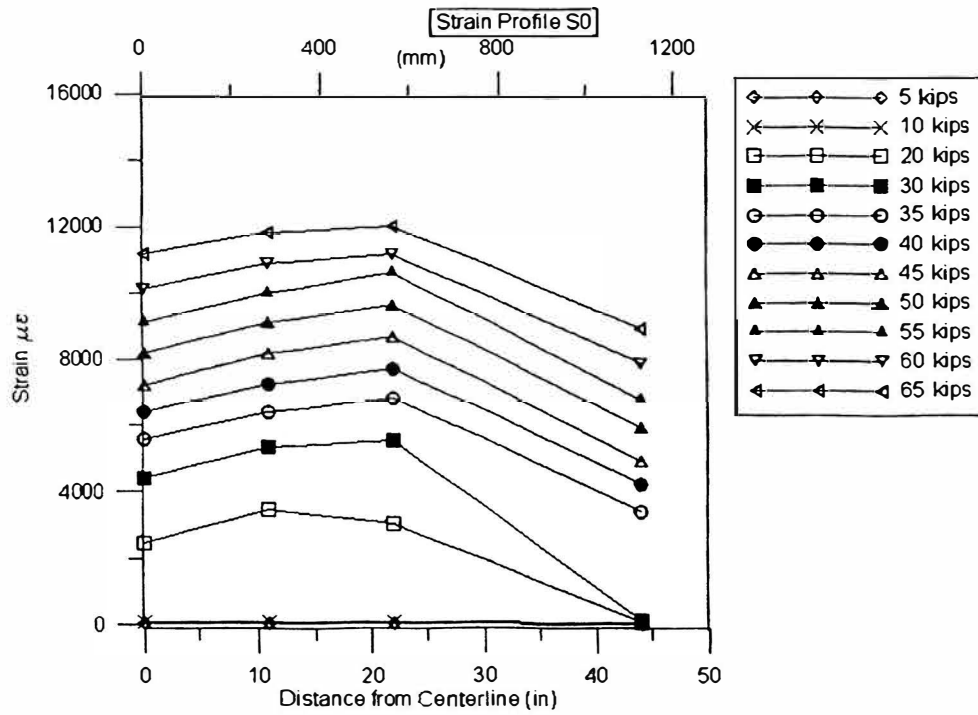 Strain Profile S0
0 400 800 1200
(mm)
16000
12000
8000
4000
0
Strain με
0 10 20 30 40 50
Distance from Centerline (in)
5 kips
10 kips
20 kips
30 kips
35 kips
40 kips
45 kips
50 kips
55 kips
60 kips
65 kips